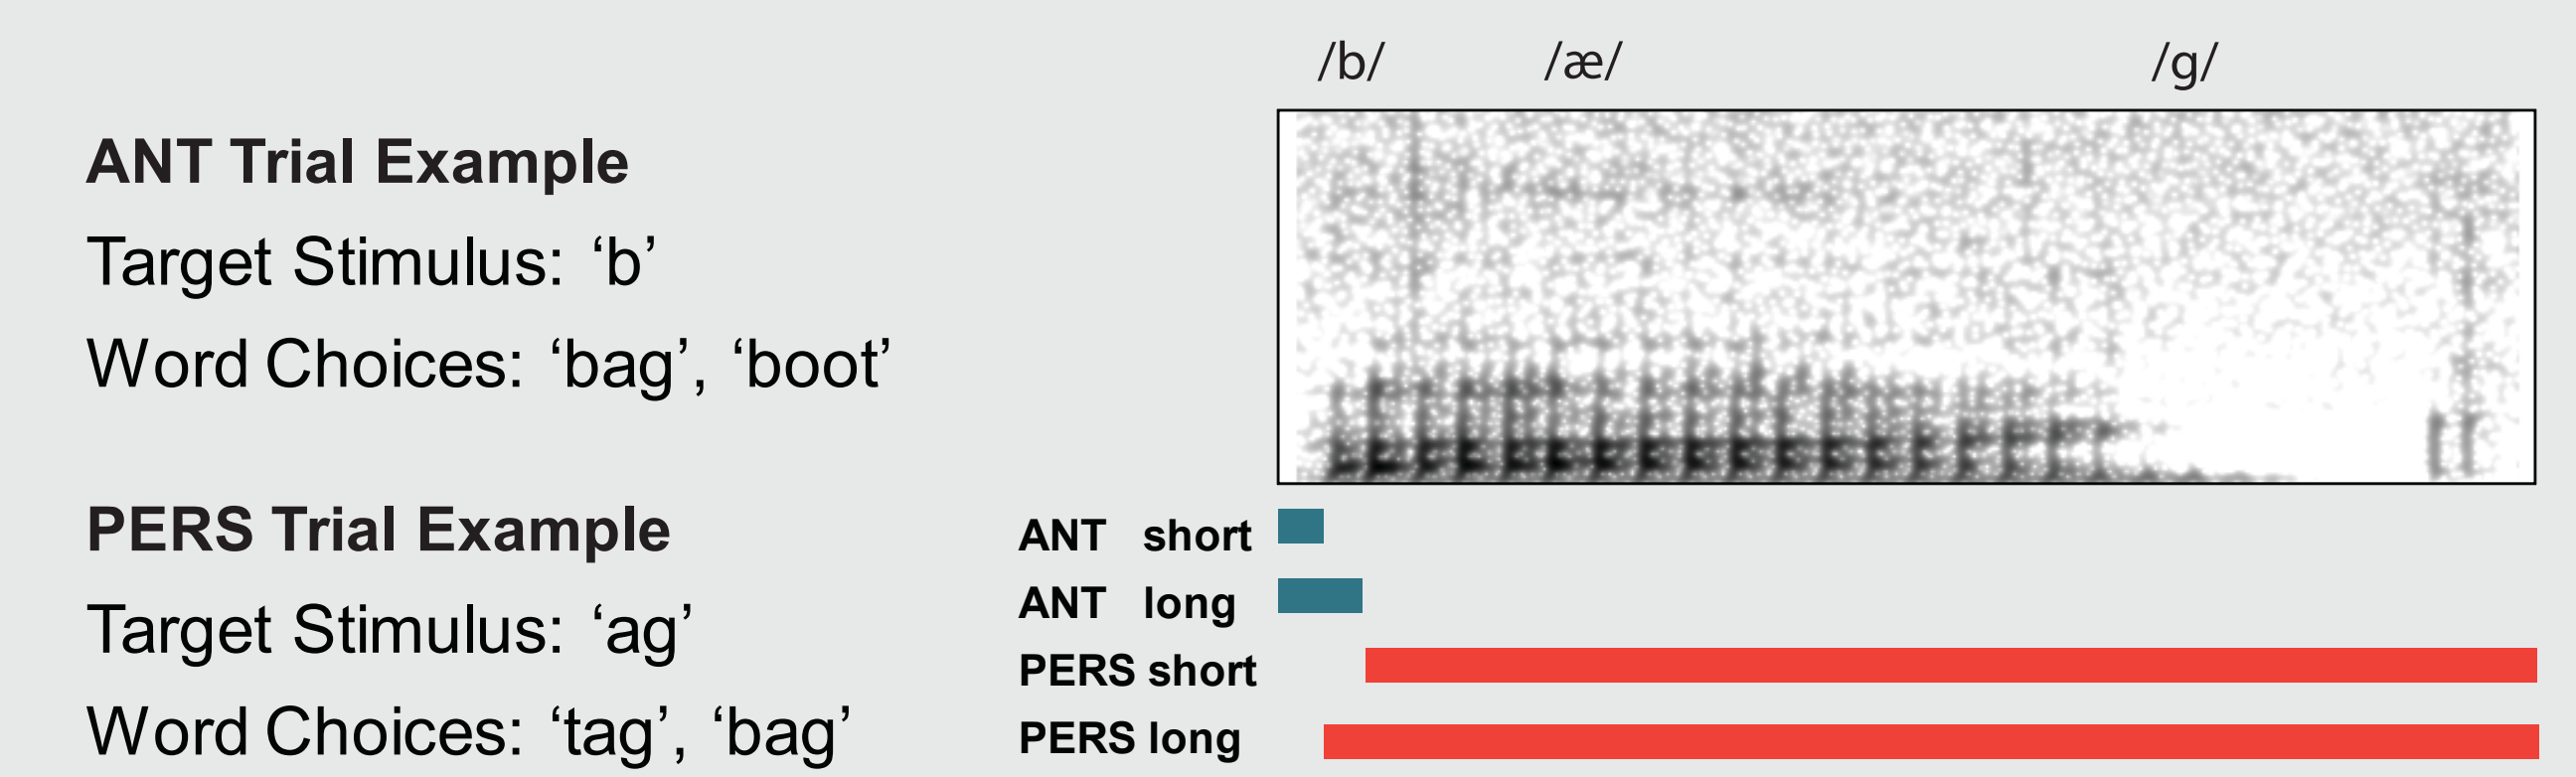 /b/ /æ/ /g/
ANT Trial Example
Target Stimulus: ‘b’
Word Choices: ‘bag’, ‘boot’
PERS Trial Example
Target Stimulus: ‘ag’
Word Choices: ‘tag’, ‘bag’
ANT short
ANT long
PERS short
PERS long